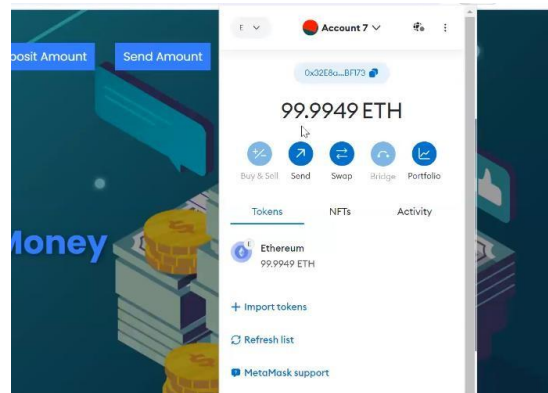 posit Amount
Send Amount
E
Account 7
0x32E8a...BF173
99.9949 ETH
Buy & Sell
Send
Swap
Bridge
Portfolio
Tokens
NFTs
Activity
Ethereum
99.9949 ETH
Money
+ Import tokens
Refresh list
MetaMask support